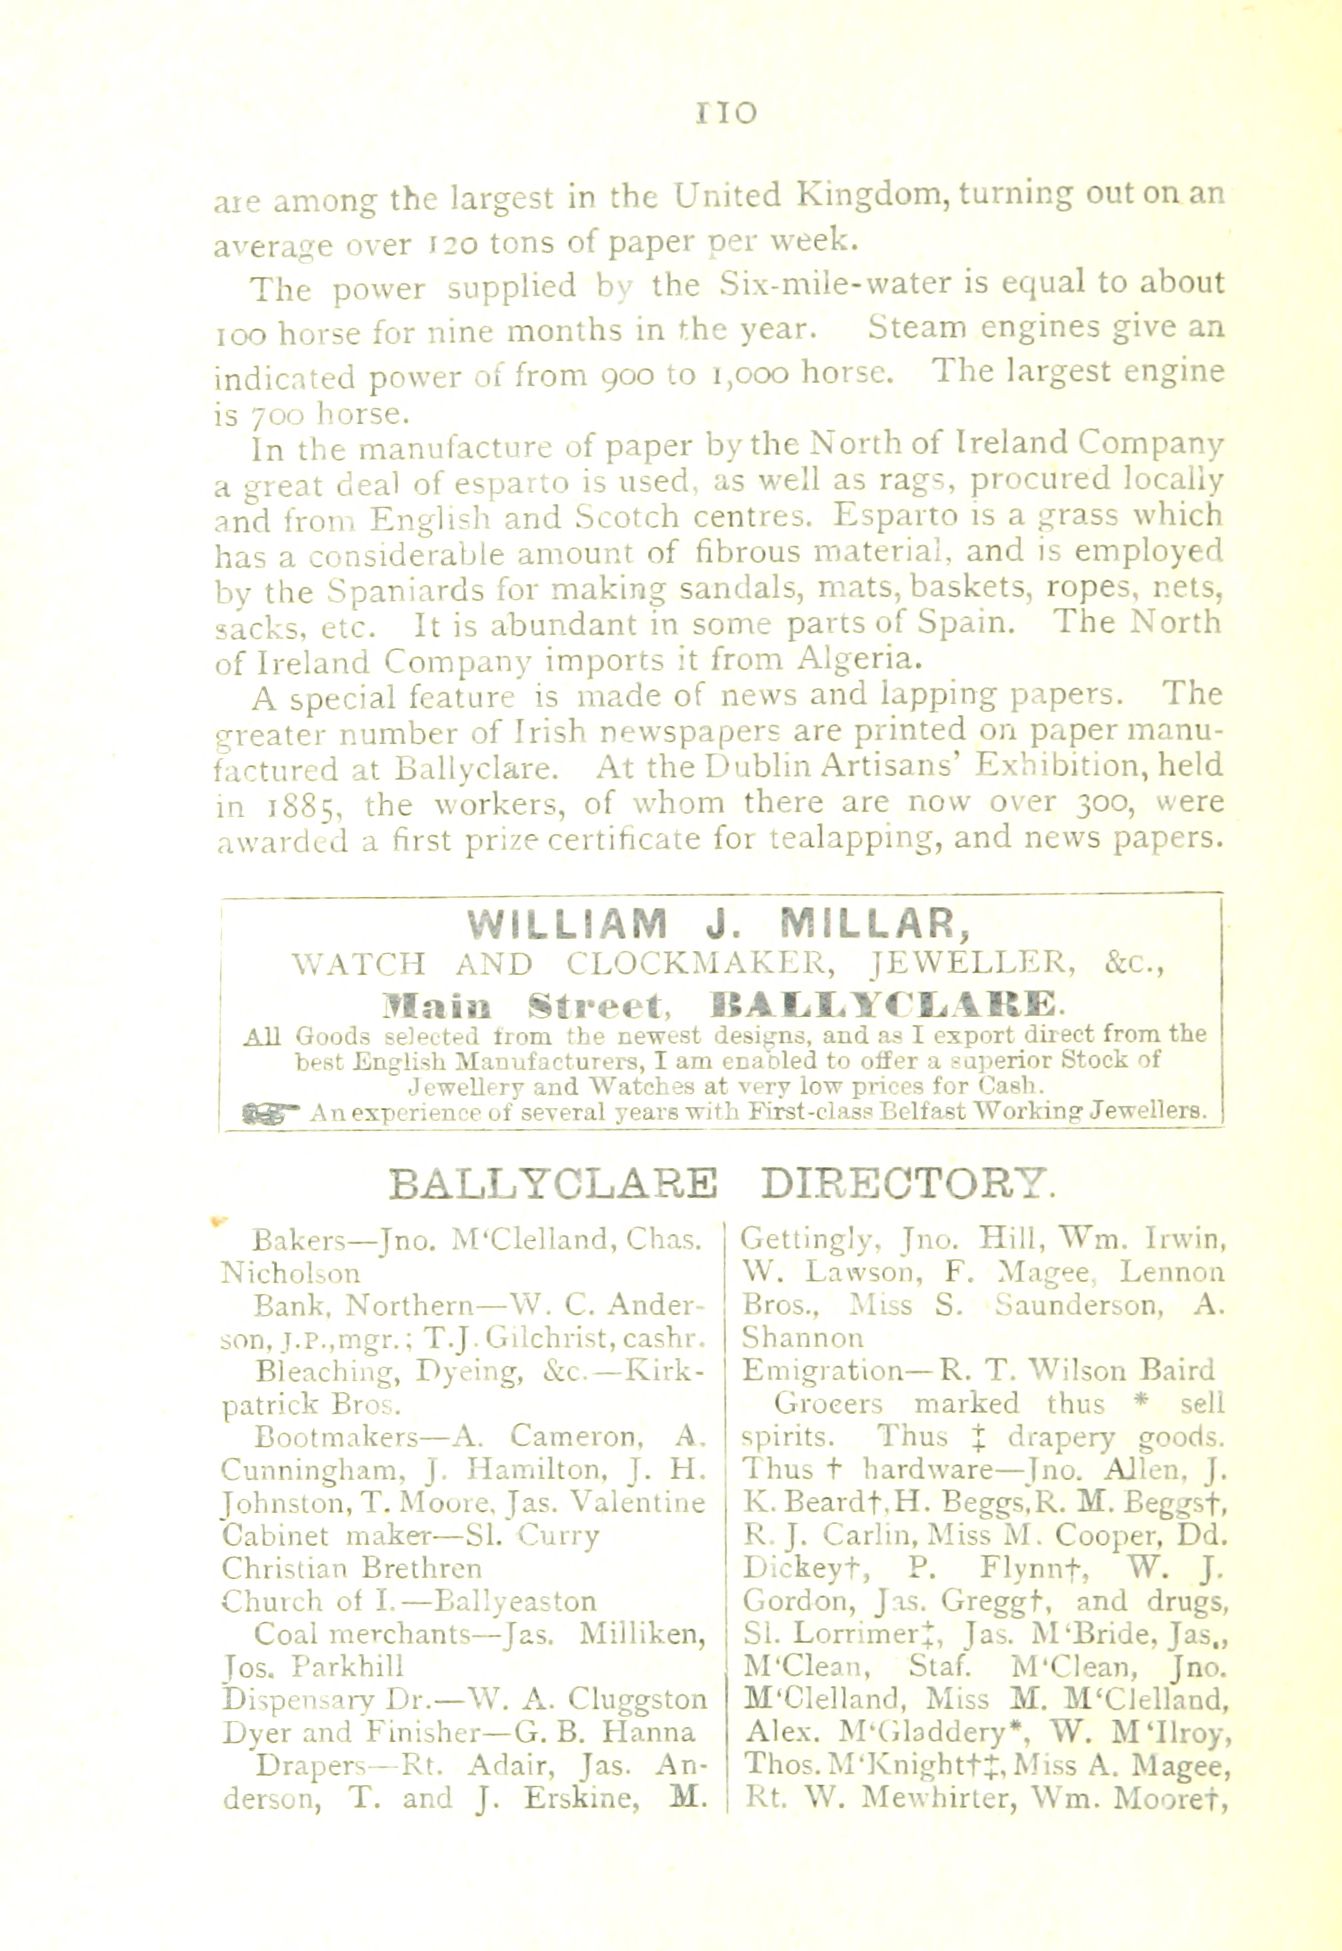 110
are among the largest in the United Kingdom, turning out on an
average over 120 tons of paper per week.
The power supplied by the Six-mile-water is equal to about
100 horse for nine months in the year. Steam engines give an
indicated power of from 900 to 1,000 horse. The largest engine
is 700 horse.
In the manufacture of paper by the North of Ireland Company
a great deal of esparto is used, as well as rags, procured locally
and from English and Scotch centres. Esparto is a grass which
has a considerable amount of fibrous material, and is employed
by the Spaniards for making sandals, mats, baskets, ropes, nets,
sacks, etc. It is abundant in some parts of Spain. The North
of Ireland Company imports it from Algeria.
A special feature is made of news and lapping papers. The
greater number of Irish newspapers are printed on paper manu-
factured at Ballyclare. At the Dublin Artisans' Exhibition, held
in 1885, the workers, of whom there are now over 300, were
awarded a first prize certificate for tealapping, and news papers.
WILLIAM J. MILLAR,
WATCH AND CLOCKMAKER, JEWELLER, &c.,
Main Street, BALLYCLARE.
All Goods selected from the newest designs, and as I export direct from the
best English Manufacturers, I am enabled to offer a superior Stock of
Jewellery and Watches at very low prices for Cash.
☞ An experience of several years with First-class Belfast Working Jewellers.
BALLYCLARE DIRECTORY.
Bakers—Jno. M‘Clelland, Chas.
Nicholson
Bank, Northern—W. C. Ander-
son, J.P., mgr.; T.J. Gilchrist, cashr.
Bleaching, Dyeing, &c.—Kirk-
patrick Bros.
Bootmakers—A. Cameron, A.
Cunningham, J. Hamilton, J. H.
Johnston, T. Moore, Jas. Valentine
Cabinet maker—Sl. Curry
Christian Brethren
Church of I.—Ballyeaston
Coal merchants—Jas. Milliken,
Jos. Parkhill
Dispensary Dr.—W. A. Cluggston
Dyer and Finisher—G. B. Hanna
Drapers—Rt. Adair, Jas. An-
derson, T. and J. Erskine, M.
Gettingly, Jno. Hill, Wm. Irwin,
W. Lawson, F. Magee, Lennon
Bros., Miss S. Saunderson, A.
Shannon
Emigration—R. T. Wilson Baird
Grocers marked thus * sell
spirits. Thus ‡ drapery goods.
Thus † hardware—Jno. Allen, J.
K. Beard†, H. Beggs, R. M. Beggs†,
R. J. Carlin, Miss M. Cooper, Dd.
Dickey†, P. Flynn†, W. J.
Gordon, Jas. Gregg†, and drugs,
Sl. Lorrimer‡, Jas. M‘Bride, Jas.,
M‘Clean, Staf. M‘Clean, Jno.
M‘Clelland, Miss M. M‘Clelland,
Alex. M‘Gladdery*, W. M‘Ilroy,
Thos. M‘Knight†‡, Miss A. Magee,
Rt. W. Mewhirter, Wm. Moore†,